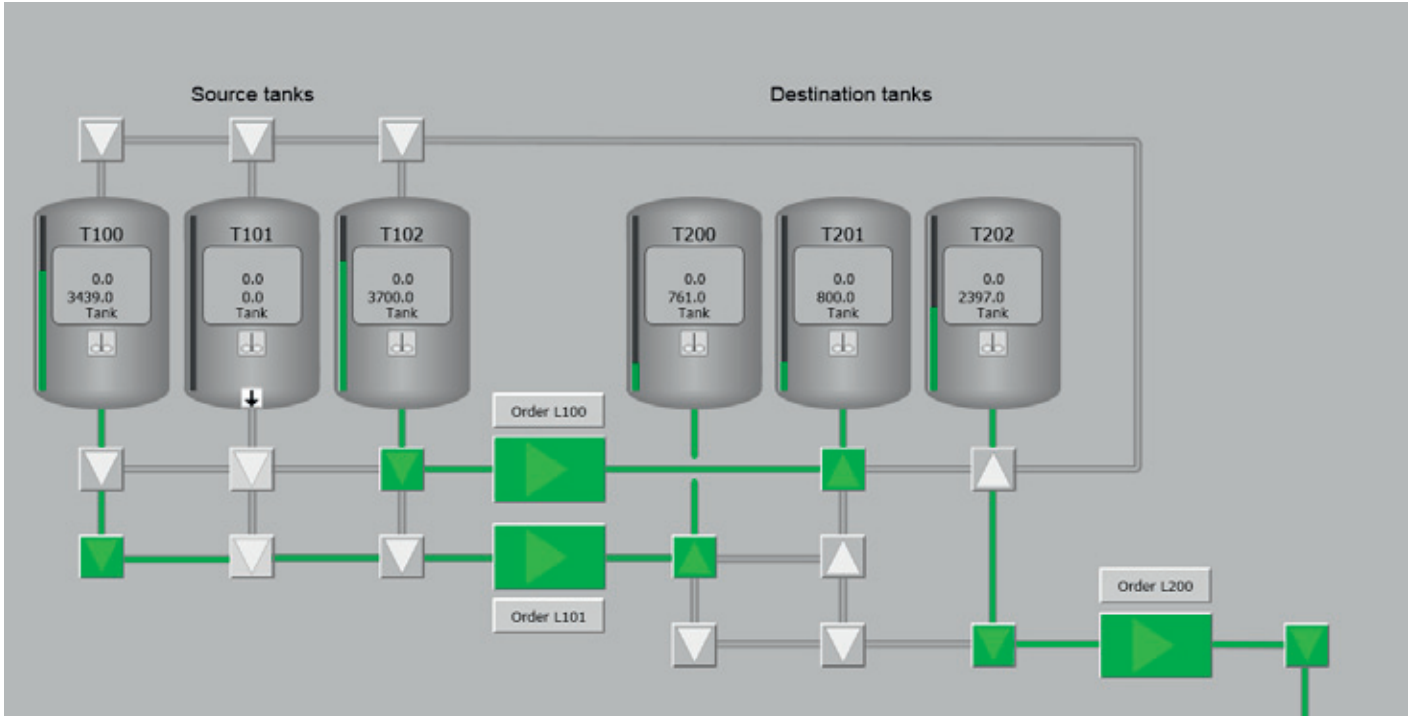 Source tanks
Destination tanks
T100
0.0
3439.0
Tank
T101
0.0
0.0
Tank
T102
0.0
3700.0
Tank
T200
0.0
761.0
Tank
T201
0.0
800.0
Tank
T202
0.0
2397.0
Tank
Order L100
Order L101
Order L200